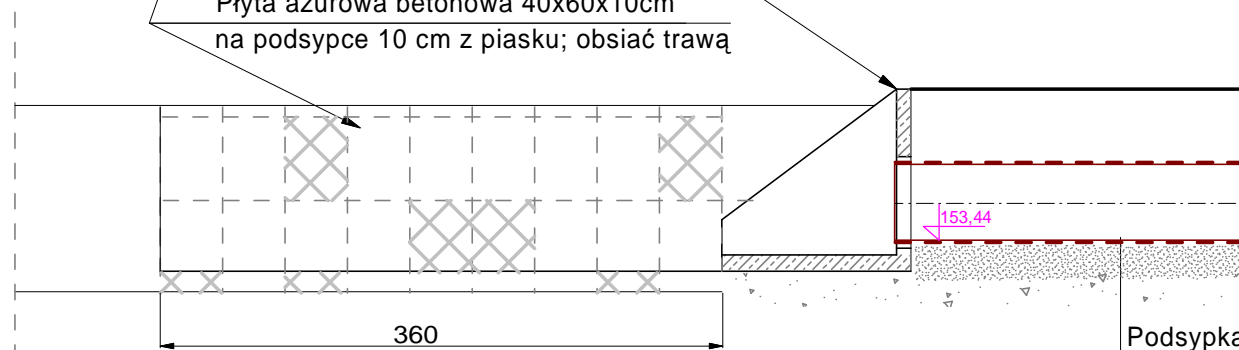 Płyta ażurowa betonowa 40x60x10cm
na podsypce 10 cm z piasku; obsiać trawą
153,44
360
Podsypka